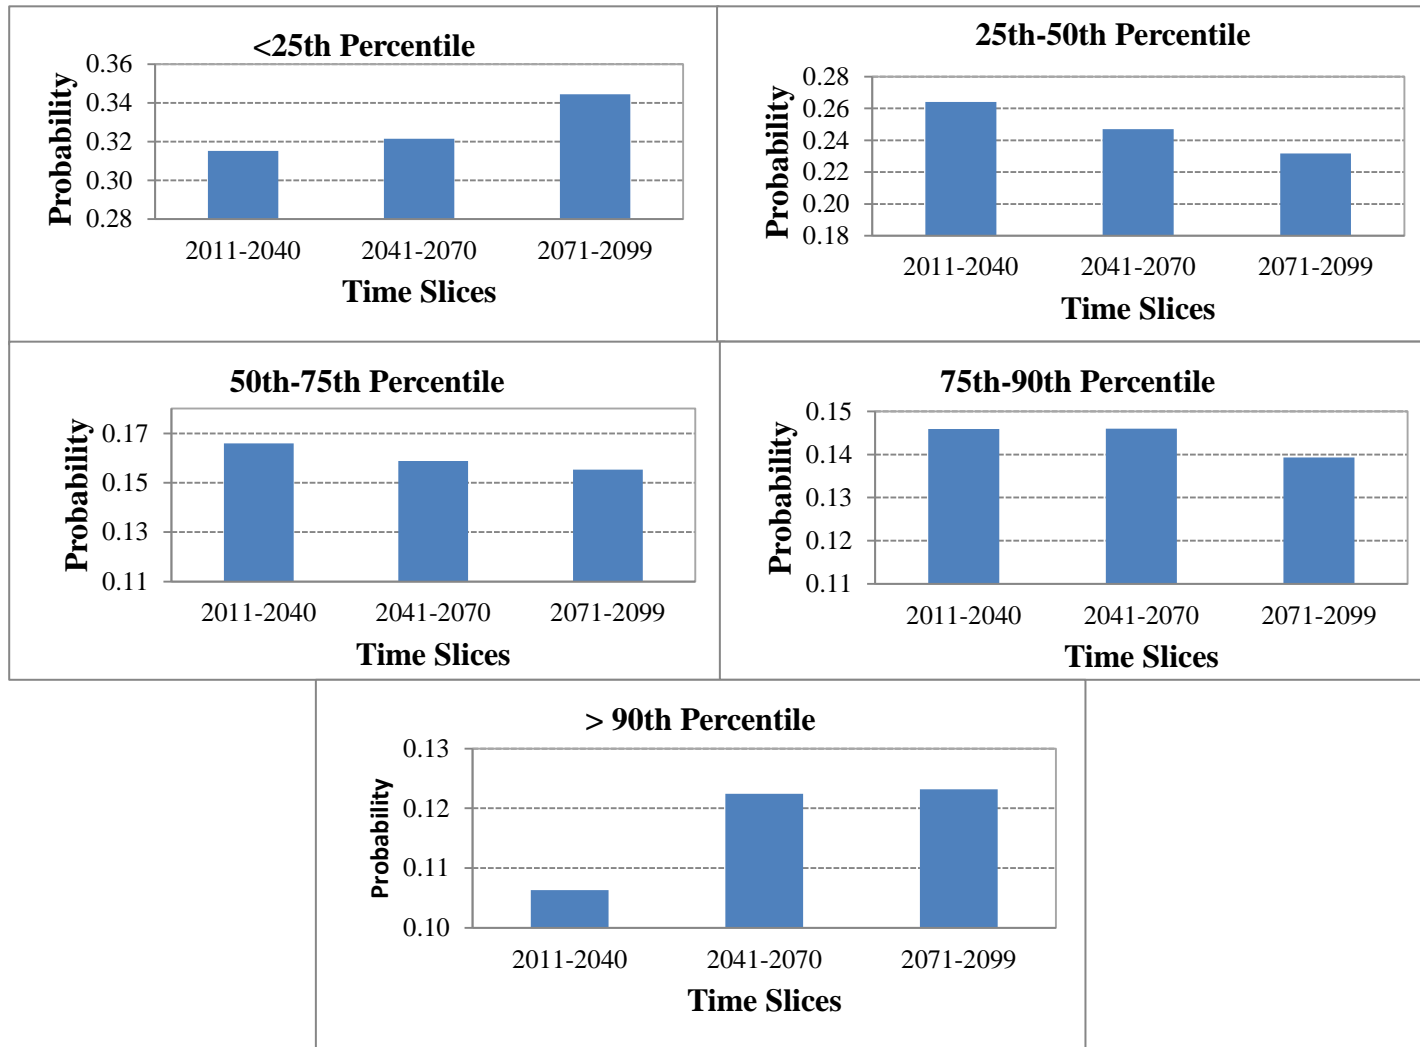 <25th Percentile
0.36
0.34
0.32
0.30
0.28
Probability
2011-2040 2041-2070 2071-2099
Time Slices
25th-50th Percentile
0.28
0.26
0.24
0.22
0.20
0.18
Probability
2011-2040 2041-2070 2071-2099
Time Slices
50th-75th Percentile
0.17
0.15
0.13
0.11
Probability
2011-2040 2041-2070 2071-2099
Time Slices
75th-90th Percentile
0.15
0.14
0.13
0.12
0.11
Probability
2011-2040 2041-2070 2071-2099
Time Slices
> 90th Percentile
0.13
0.12
0.11
0.10
Probability
2011-2040 2041-2070 2071-2099
Time Slices